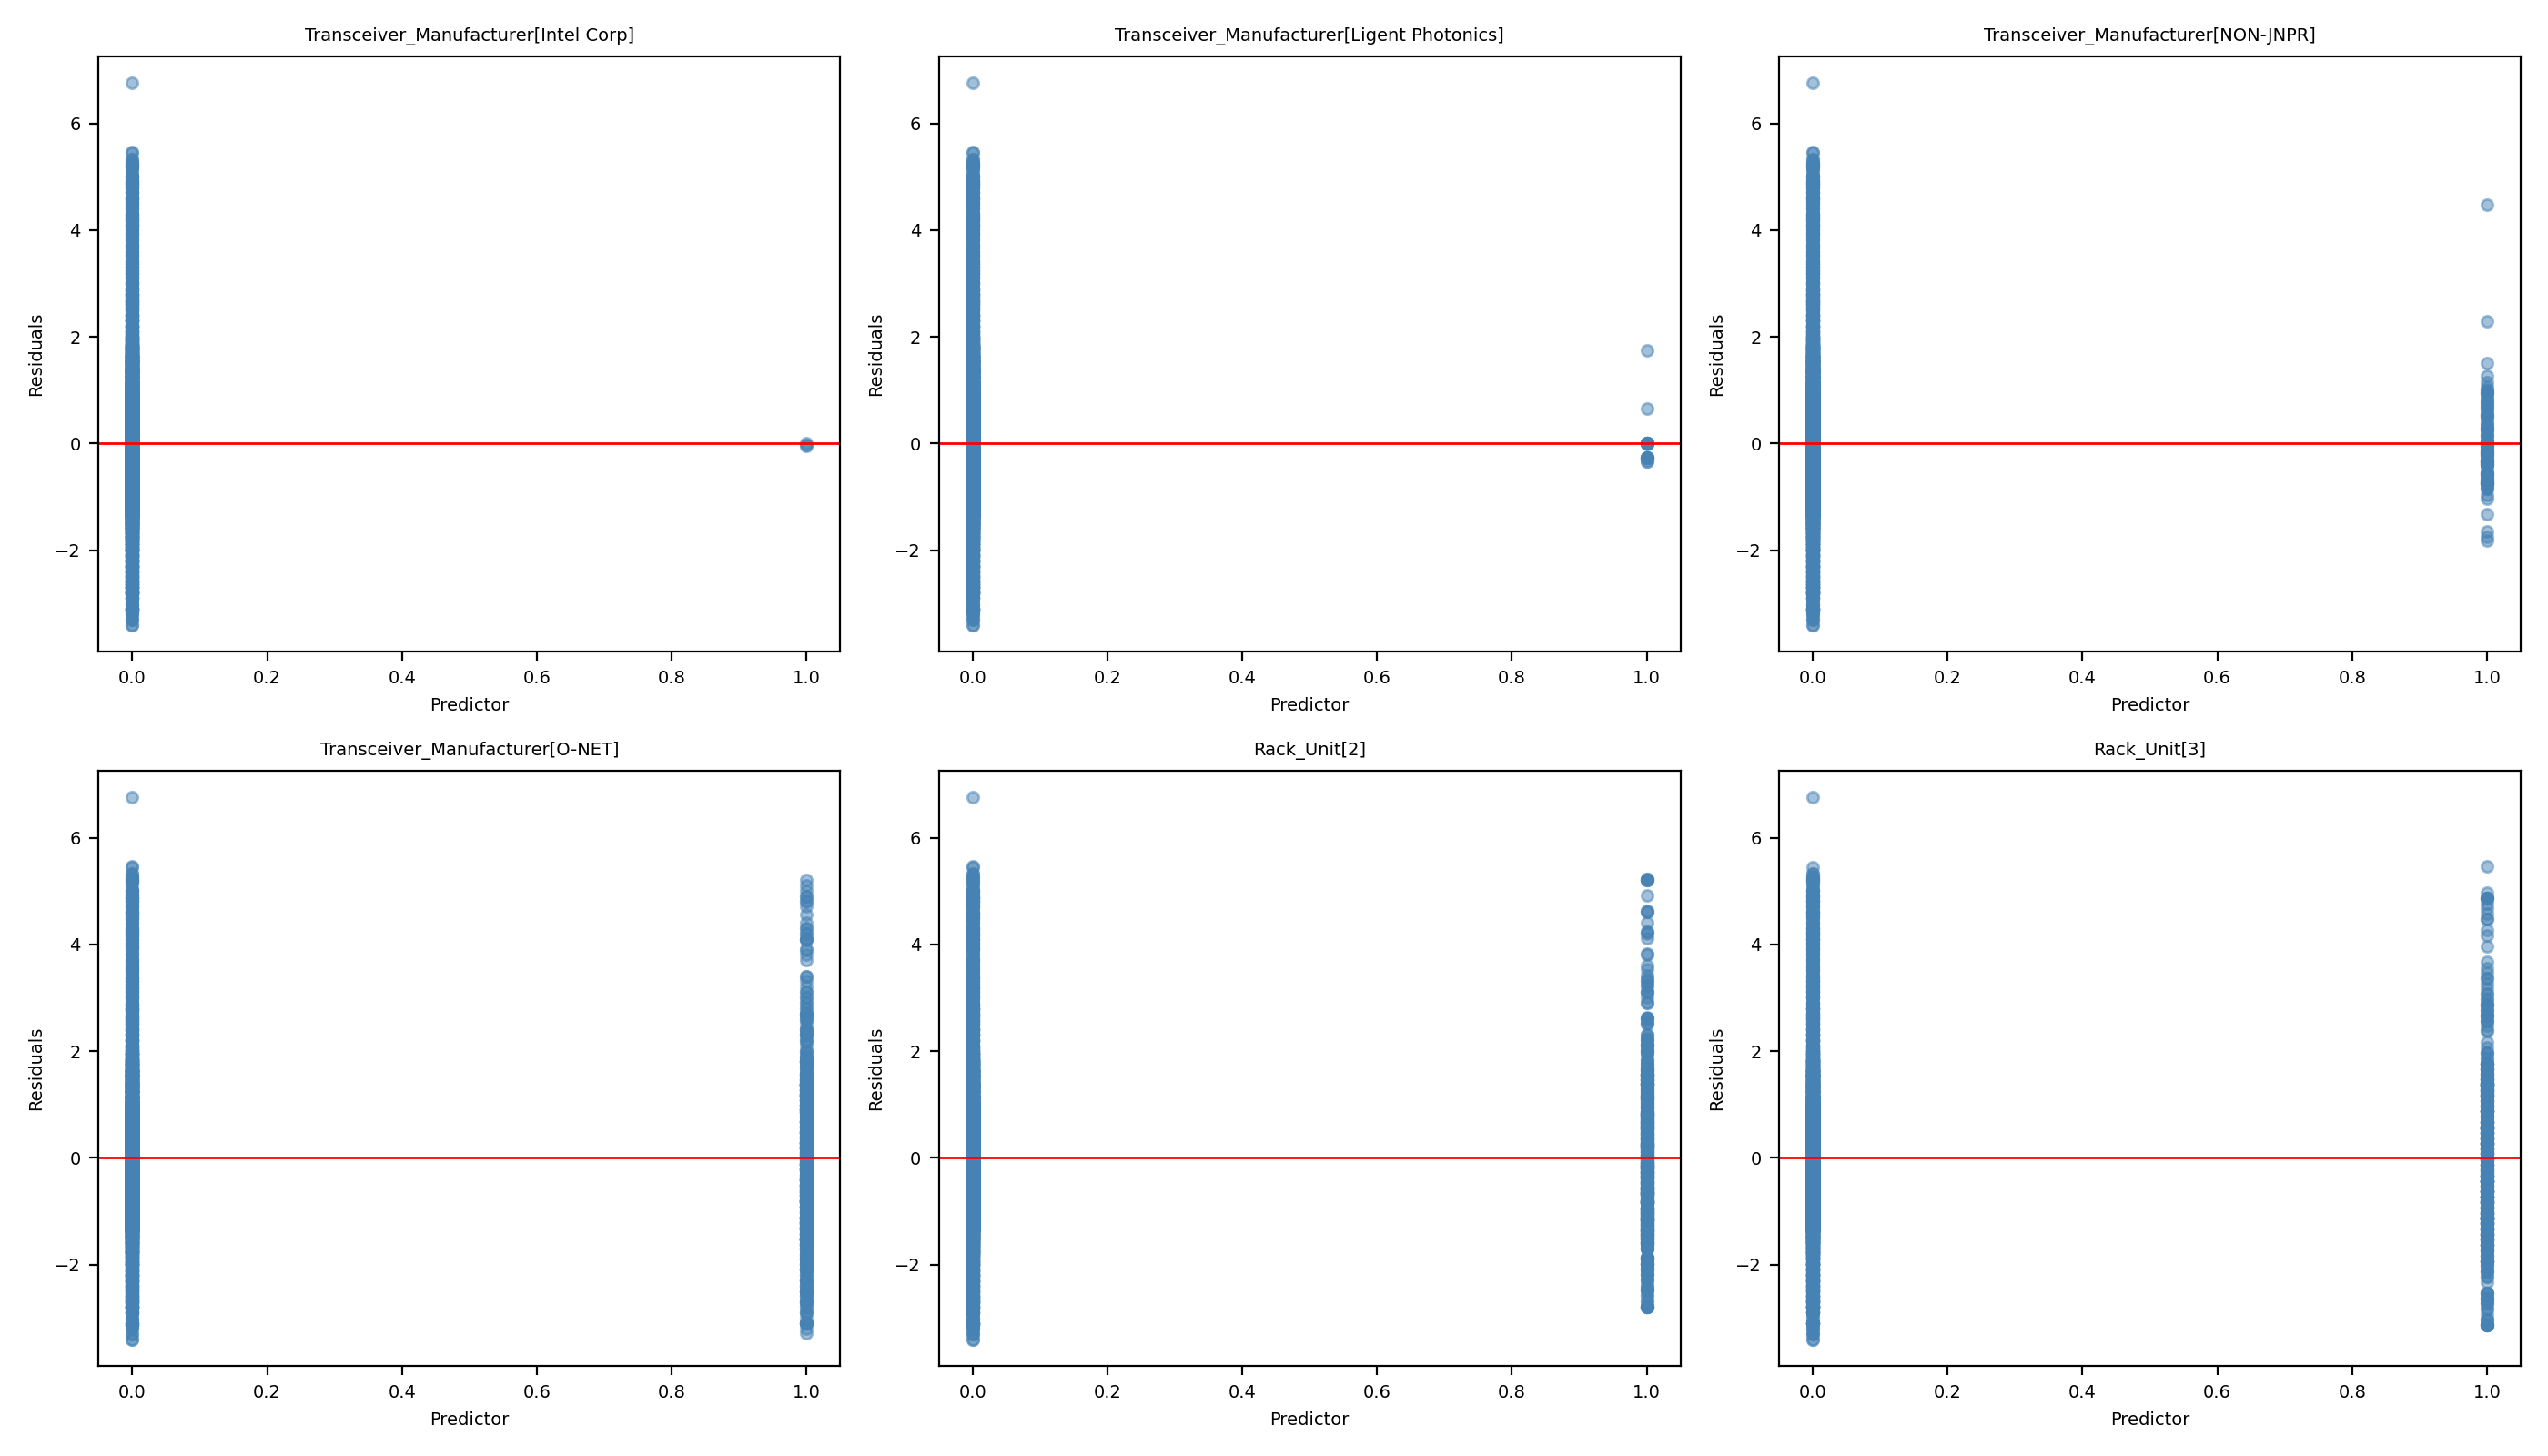 Transceiver_Manufacturer[Intel Corp]
Residuals
6
4
2
0
−2
0.0 0.2 0.4 0.6 0.8 1.0
Predictor
Transceiver_Manufacturer[Ligent Photonics]
Residuals
6
4
2
0
−2
0.0 0.2 0.4 0.6 0.8 1.0
Predictor
Transceiver_Manufacturer[NON-JNPR]
Residuals
6
4
2
0
−2
0.0 0.2 0.4 0.6 0.8 1.0
Predictor
Transceiver_Manufacturer[O-NET]
Residuals
6
4
2
0
−2
0.0 0.2 0.4 0.6 0.8 1.0
Predictor
Rack_Unit[2]
Residuals
6
4
2
0
−2
0.0 0.2 0.4 0.6 0.8 1.0
Predictor
Rack_Unit[3]
Residuals
6
4
2
0
−2
0.0 0.2 0.4 0.6 0.8 1.0
Predictor